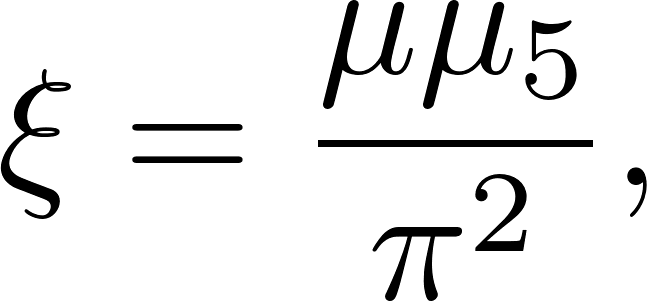 ξ = μμ₅/π²,